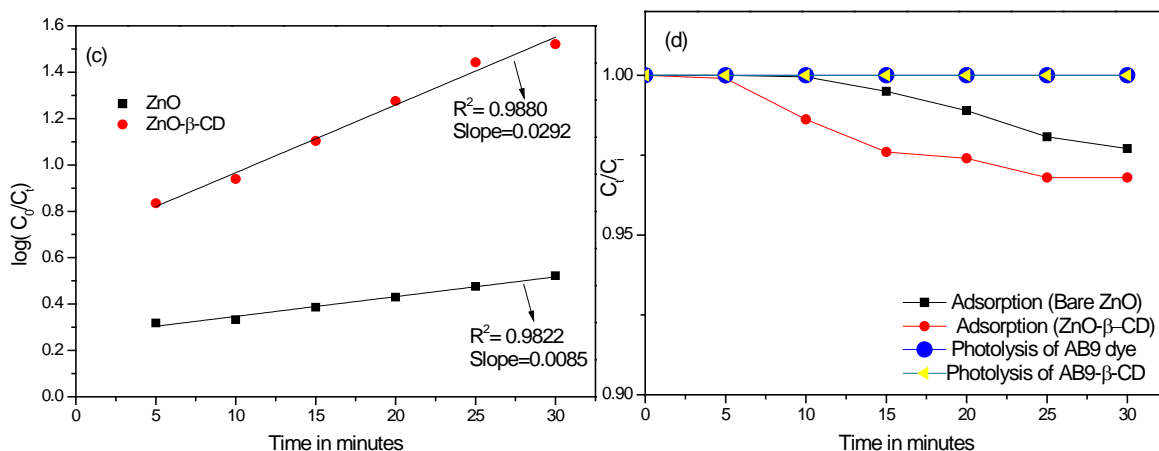 (c)
ZnO
ZnO-β-CD
R²= 0.9880
Slope=0.0292
R²= 0.9822
Slope=0.0085
1.6
1.4
1.2
1.0
0.8
0.6
0.4
0.2
0.0
log( C₀/Cₜ)
5 10 15 20 25 30
Time in minutes
(d)
1.00
0.95
0.90
Cₜ/Cᵢ
Adsorption (Bare ZnO)
Adsorption (ZnO-β-CD)
Photolysis of AB9 dye
Photolysis of AB9-β-CD
0 5 10 15 20 25 30
Time in minutes